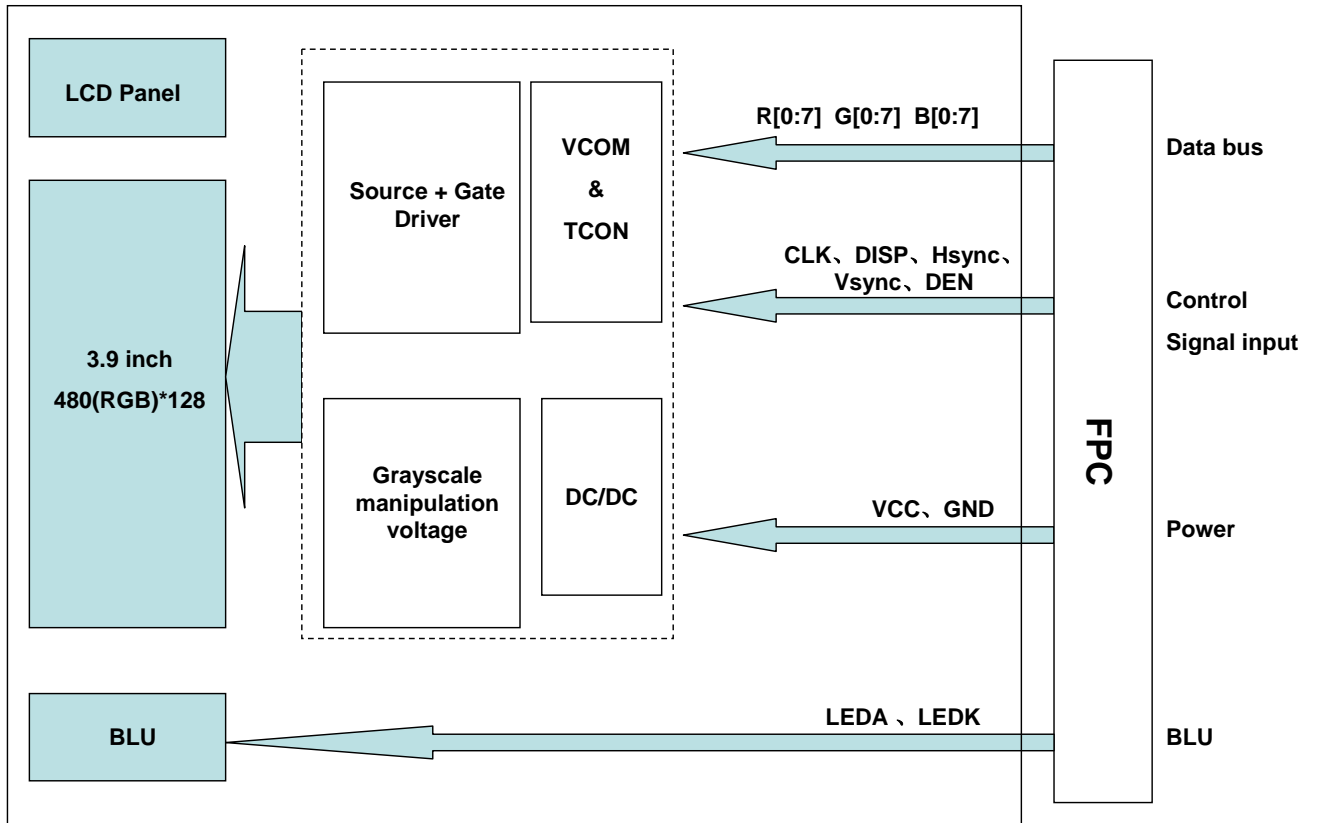 LCD Panel
3.9 inch
480(RGB)*128
BLU
Source + Gate
Driver
VCOM
&
TCON
Grayscale
manipulation
voltage
DC/DC
R[0:7] G[0:7] B[0:7]
CLK、DISP、Hsync、
Vsync、DEN
VCC、GND
LEDA 、LEDK
FPC
Data bus
Control
Signal input
Power
BLU